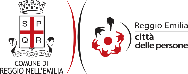 S P
Q R
COMUNE DI
REGGIO NELL'EMILIA
Reggio Emilia
città
delle persone